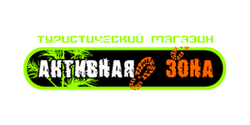 ТУРИСТИЧЕСКИЙ МАГАЗИН
АКТИВНАЯ ЗОНА